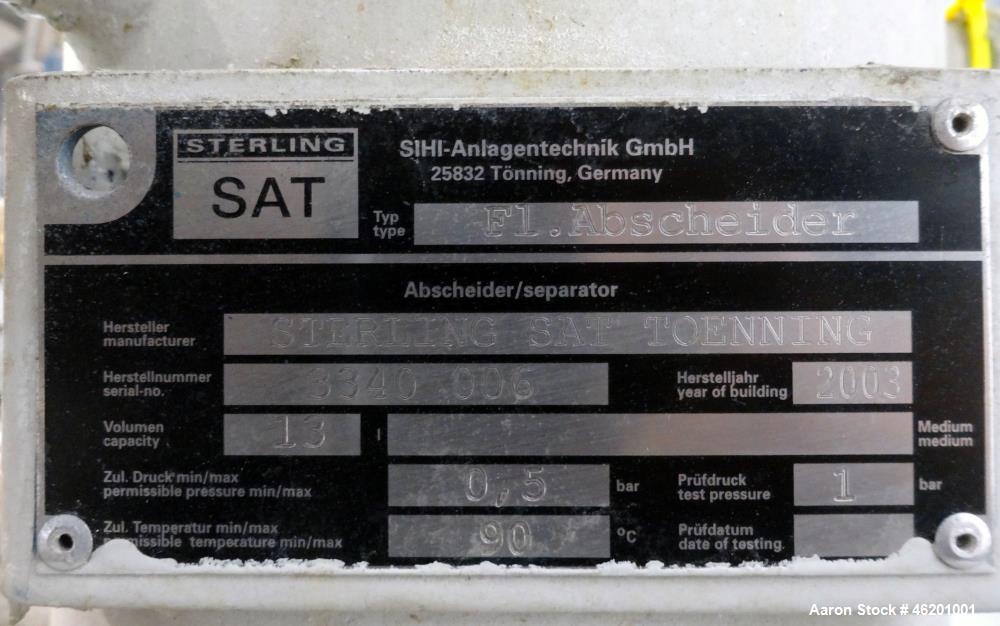 STERLING
SAT
SIHI-Anlagentechnik GmbH
25832 Tönning, Germany
Typ
type
Fl.Abscheider
Abscheider/separator
Hersteller
manufacturer
STERLING SAT TOENNING
Herstellnummer
serial-no.
3340 006
Herstelljahr
year of building
2003
Volumen
capacity
13
l
Medium
medium
Zul. Druck min/max
permissible pressure min/max
0,5
bar
Prüfdruck
test pressure
1
bar
Zul. Temperatur min/max
permissible temperature min/max
90
°C
Prüfdatum
date of testing.
Aaron Stock # 46201001